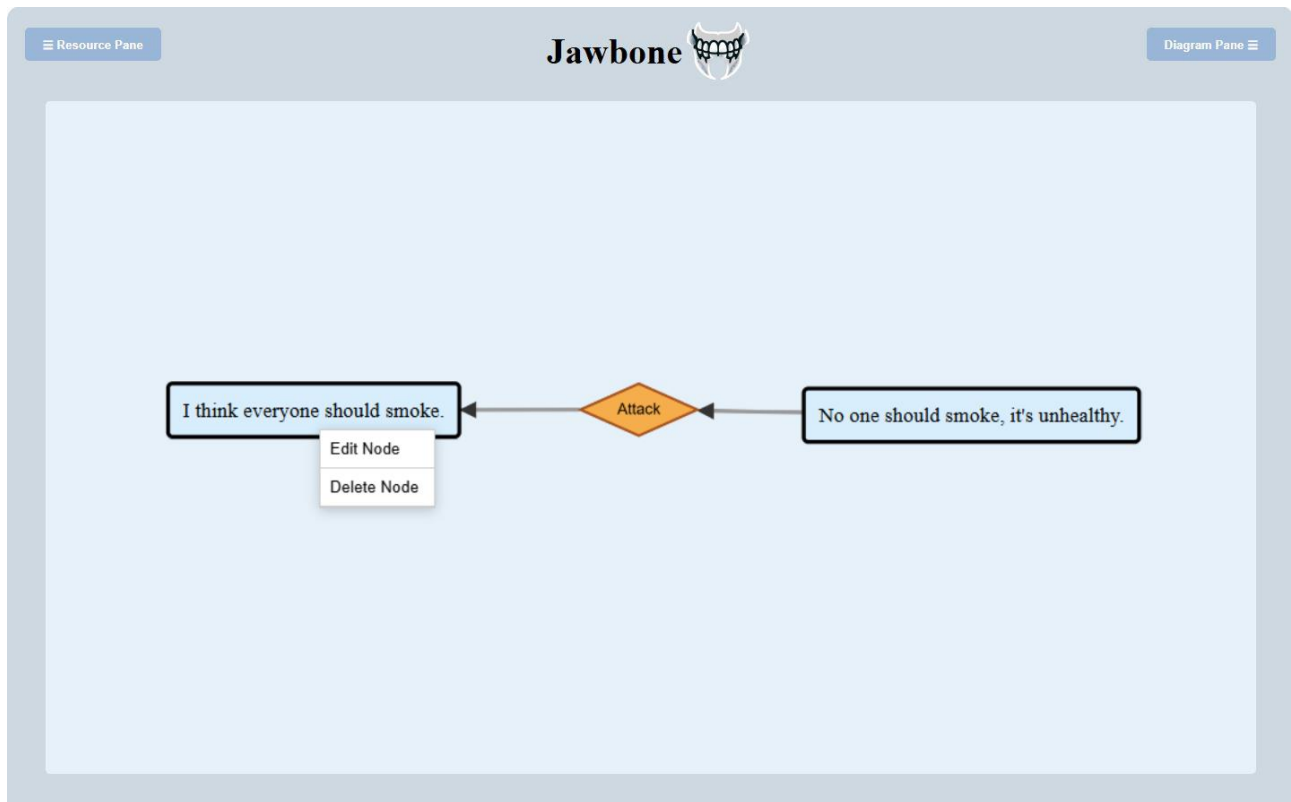 ☰ Resource Pane
Jawbone
Diagram Pane ☰
I think everyone should smoke.
Attack
No one should smoke, it's unhealthy.
Edit Node
Delete Node